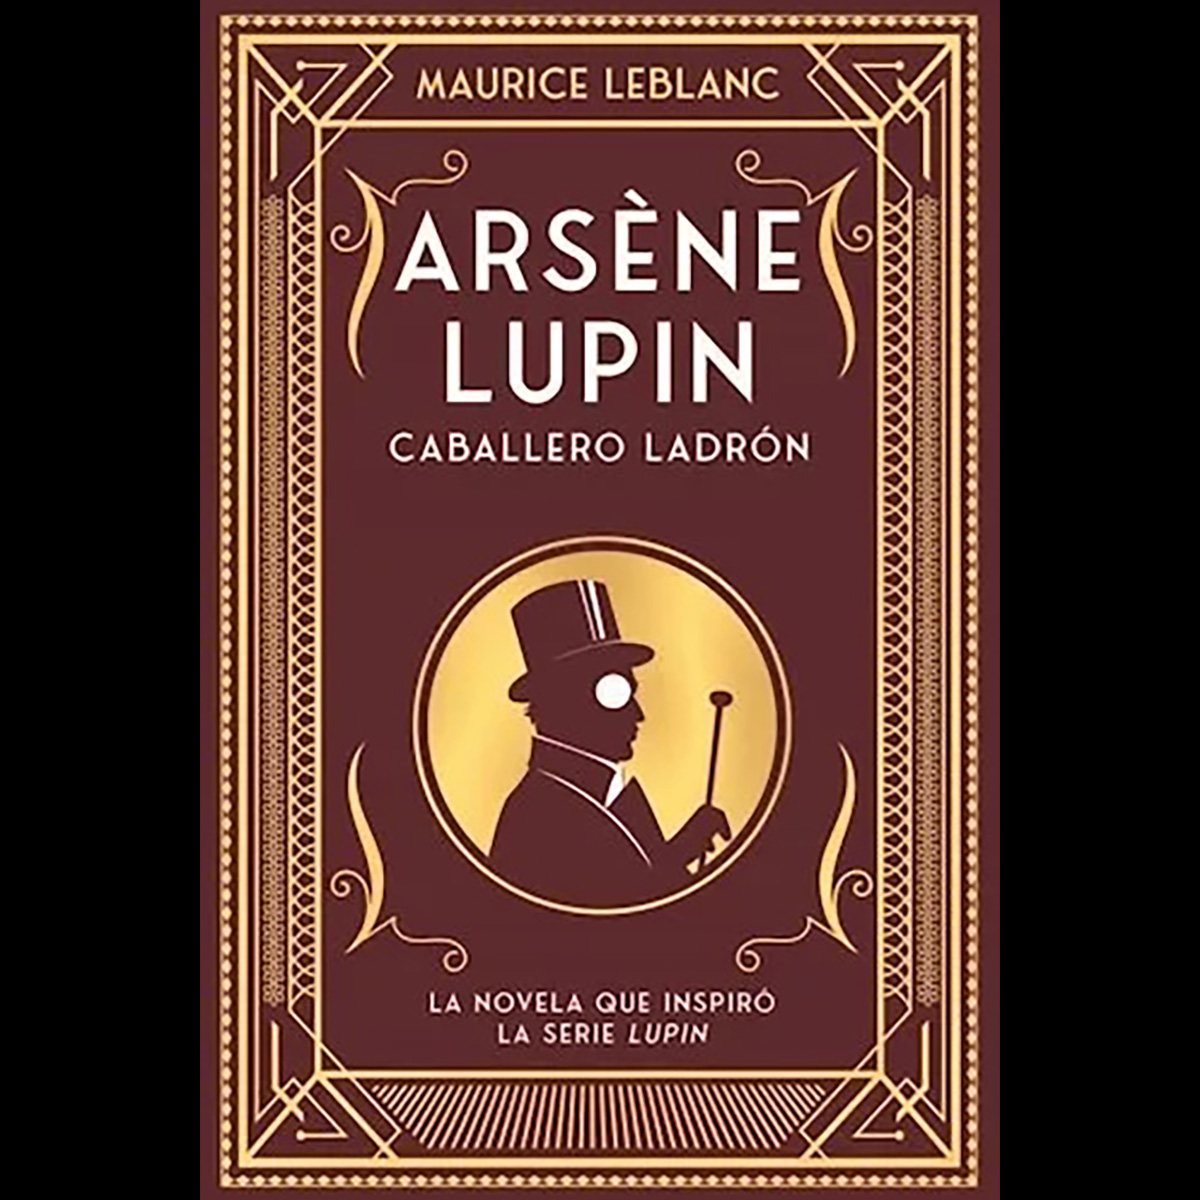 MAURICE LEBLANC
ARSÈNE
LUPIN
CABALLERO LADRÓN
LA NOVELA QUE INSPIRÓ
LA SERIE LUPIN